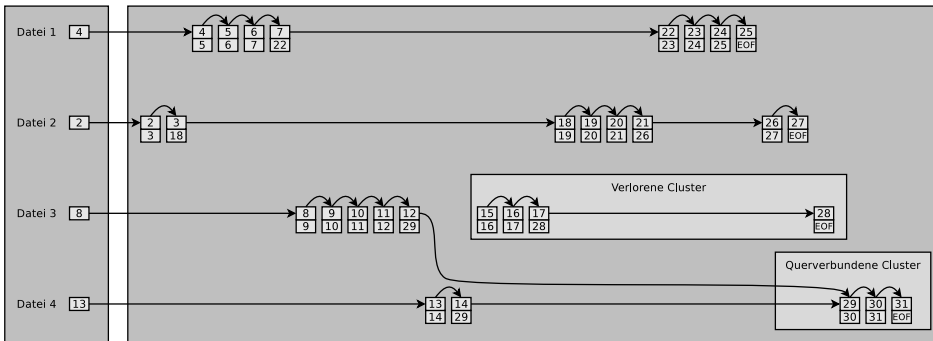 Datei 1 4 4 5 6 7 22 23 24 25
5 6 7 22 23 24 25 EOF
Datei 2 2 2 3 18 19 20 21 26 27
3 18 19 20 21 26 27 EOF
Verlorene Cluster
Datei 3 8 8 9 10 11 12 15 16 17 28
9 10 11 12 29 16 17 28 EOF
Querverbundene Cluster
Datei 4 13 13 14 29 30 31
14 29 30 31 EOF